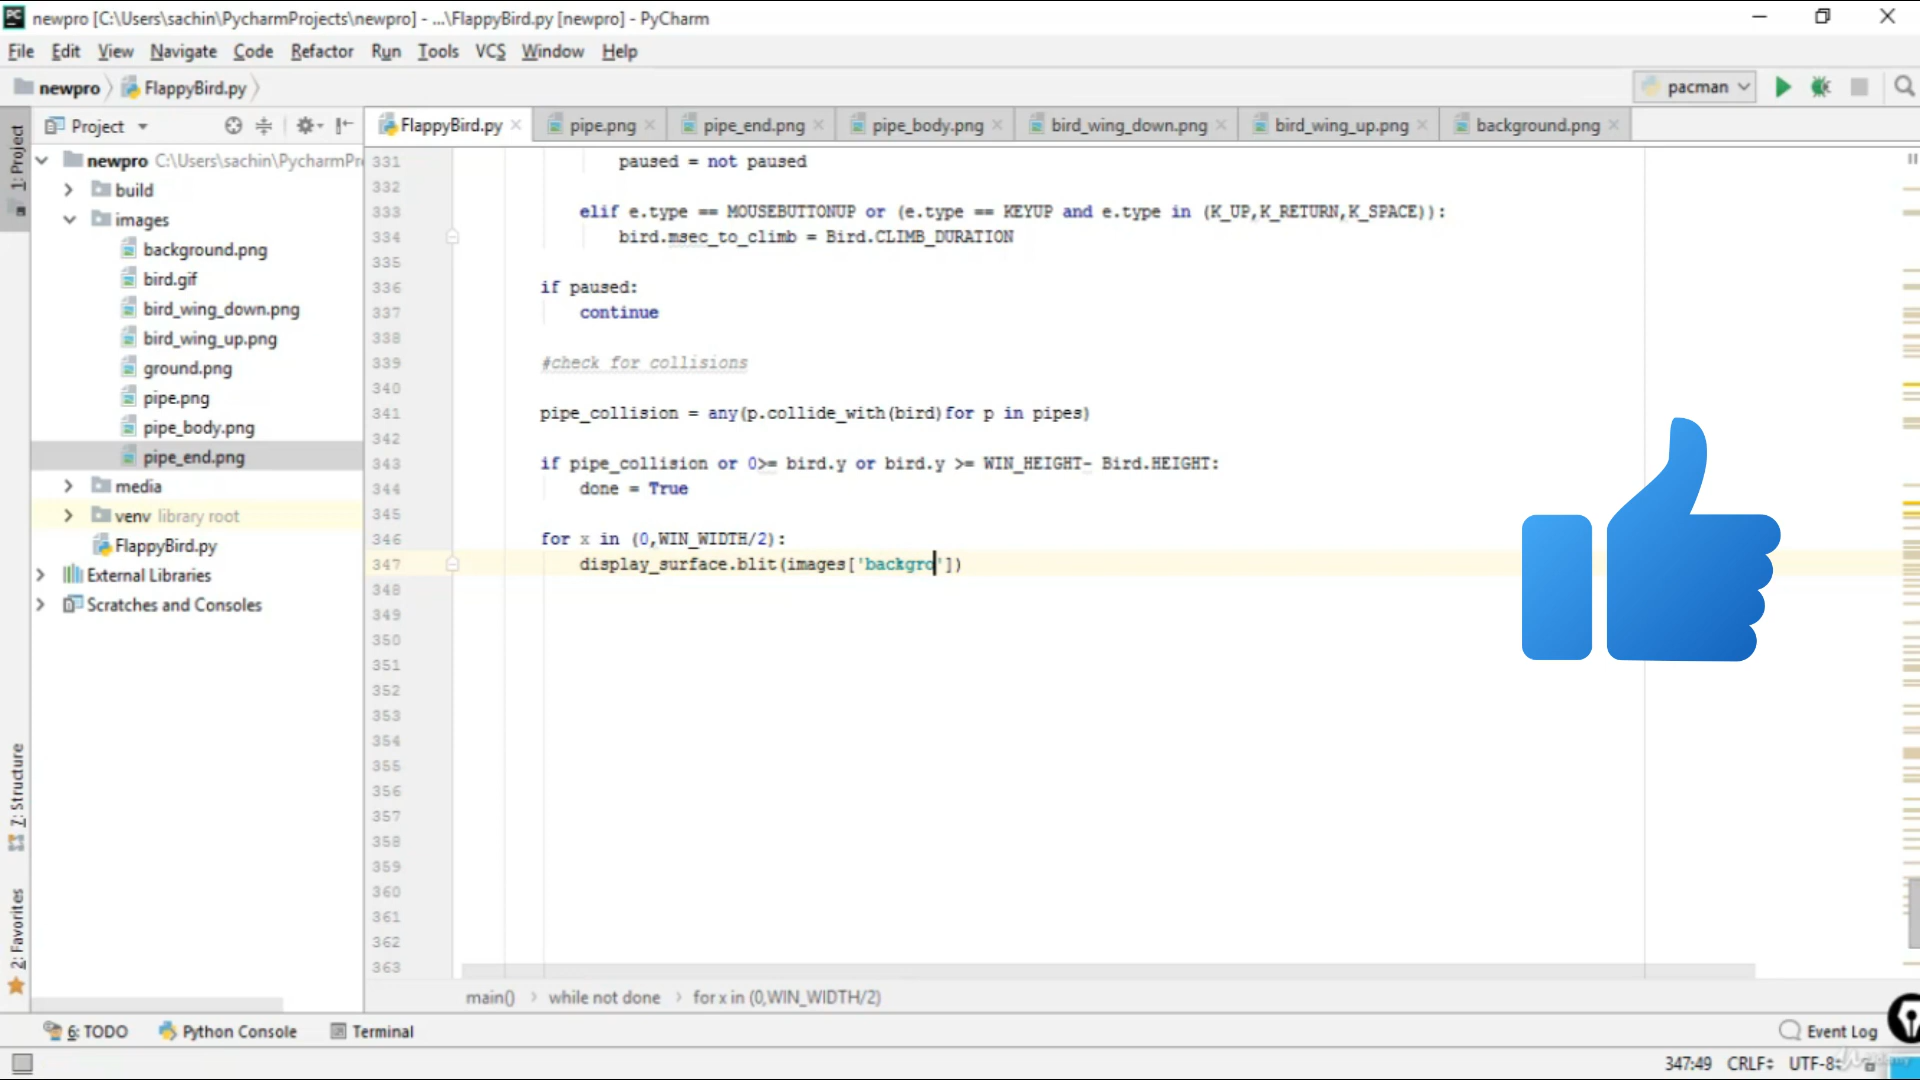 newpro [C:\Users\sachin\PycharmProjects\newpro] - ...\FlappyBird.py [newpro] - PyCharm
File Edit View Navigate Code Refactor Run Tools VCS Window Help
newpro FlappyBird.py pacman
Project
FlappyBird.py pipe.png pipe_end.png pipe_body.png bird_wing_down.png bird_wing_up.png background.png
1: Project
7: Structure
2: Favorites
newpro C:\Users\sachin\PycharmPr
build
images
background.png
bird.gif
bird_wing_down.png
bird_wing_up.png
ground.png
pipe.png
pipe_body.png
pipe_end.png
media
venv library root
FlappyBird.py
External Libraries
Scratches and Consoles
331 paused = not paused
332
333 elif e.type == MOUSEBUTTONUP or (e.type == KEYUP and e.type in (K_UP,K_RETURN,K_SPACE)):
334 bird.msec_to_climb = Bird.CLIMB_DURATION
335
336 if paused:
337 continue
338
339 #check for collisions
340
341 pipe_collision = any(p.collide_with(bird)for p in pipes)
342
343 if pipe_collision or 0>= bird.y or bird.y >= WIN_HEIGHT- Bird.HEIGHT:
344 done = True
345
346 for x in (0,WIN_WIDTH/2):
347 display_surface.blit(images['backgro'])
348
349
350
351
352
353
354
355
356
357
358
359
360
361
362
363
main() while not done for x in (0,WIN_WIDTH/2)
6: TODO Python Console Terminal Event Log
347:49 CRLF UTF-8